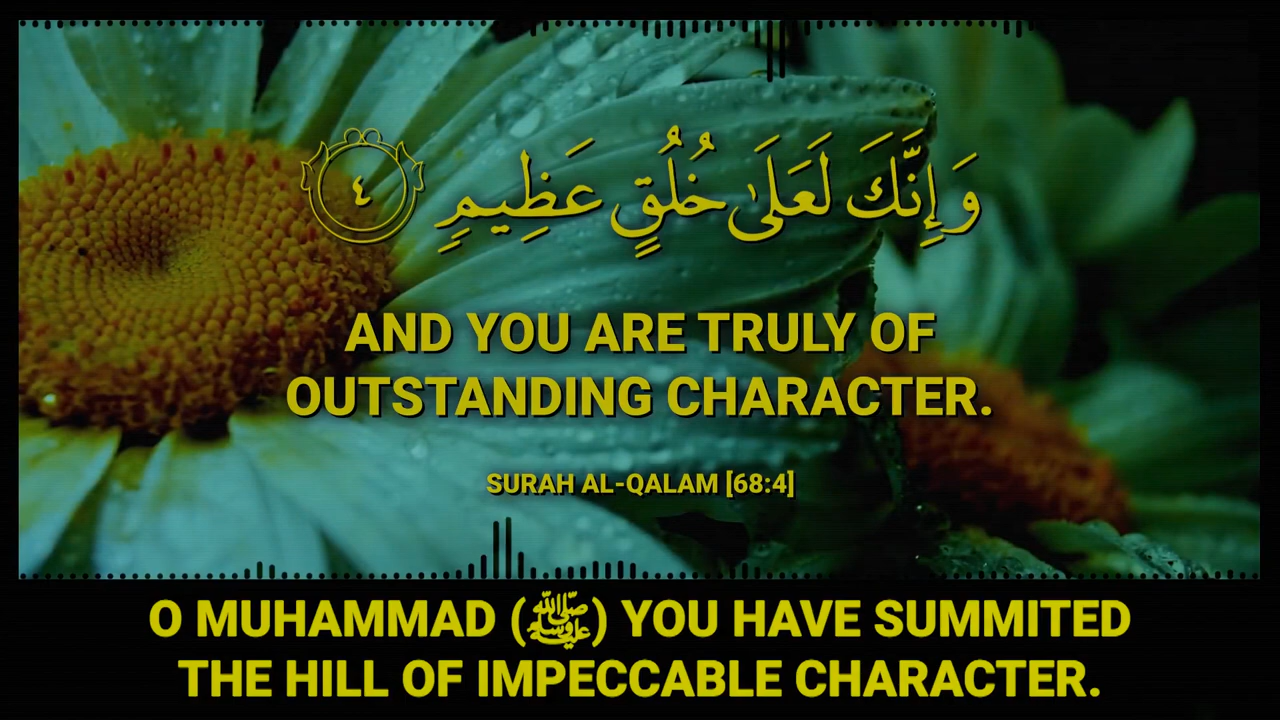 وَإِنَّكَ لَعَلَىٰ خُلُقٍ عَظِيمٍ ٤
AND YOU ARE TRULY OF
OUTSTANDING CHARACTER.
SURAH AL-QALAM [68:4]
O MUHAMMAD (ﷺ) YOU HAVE SUMMITED
THE HILL OF IMPECCABLE CHARACTER.